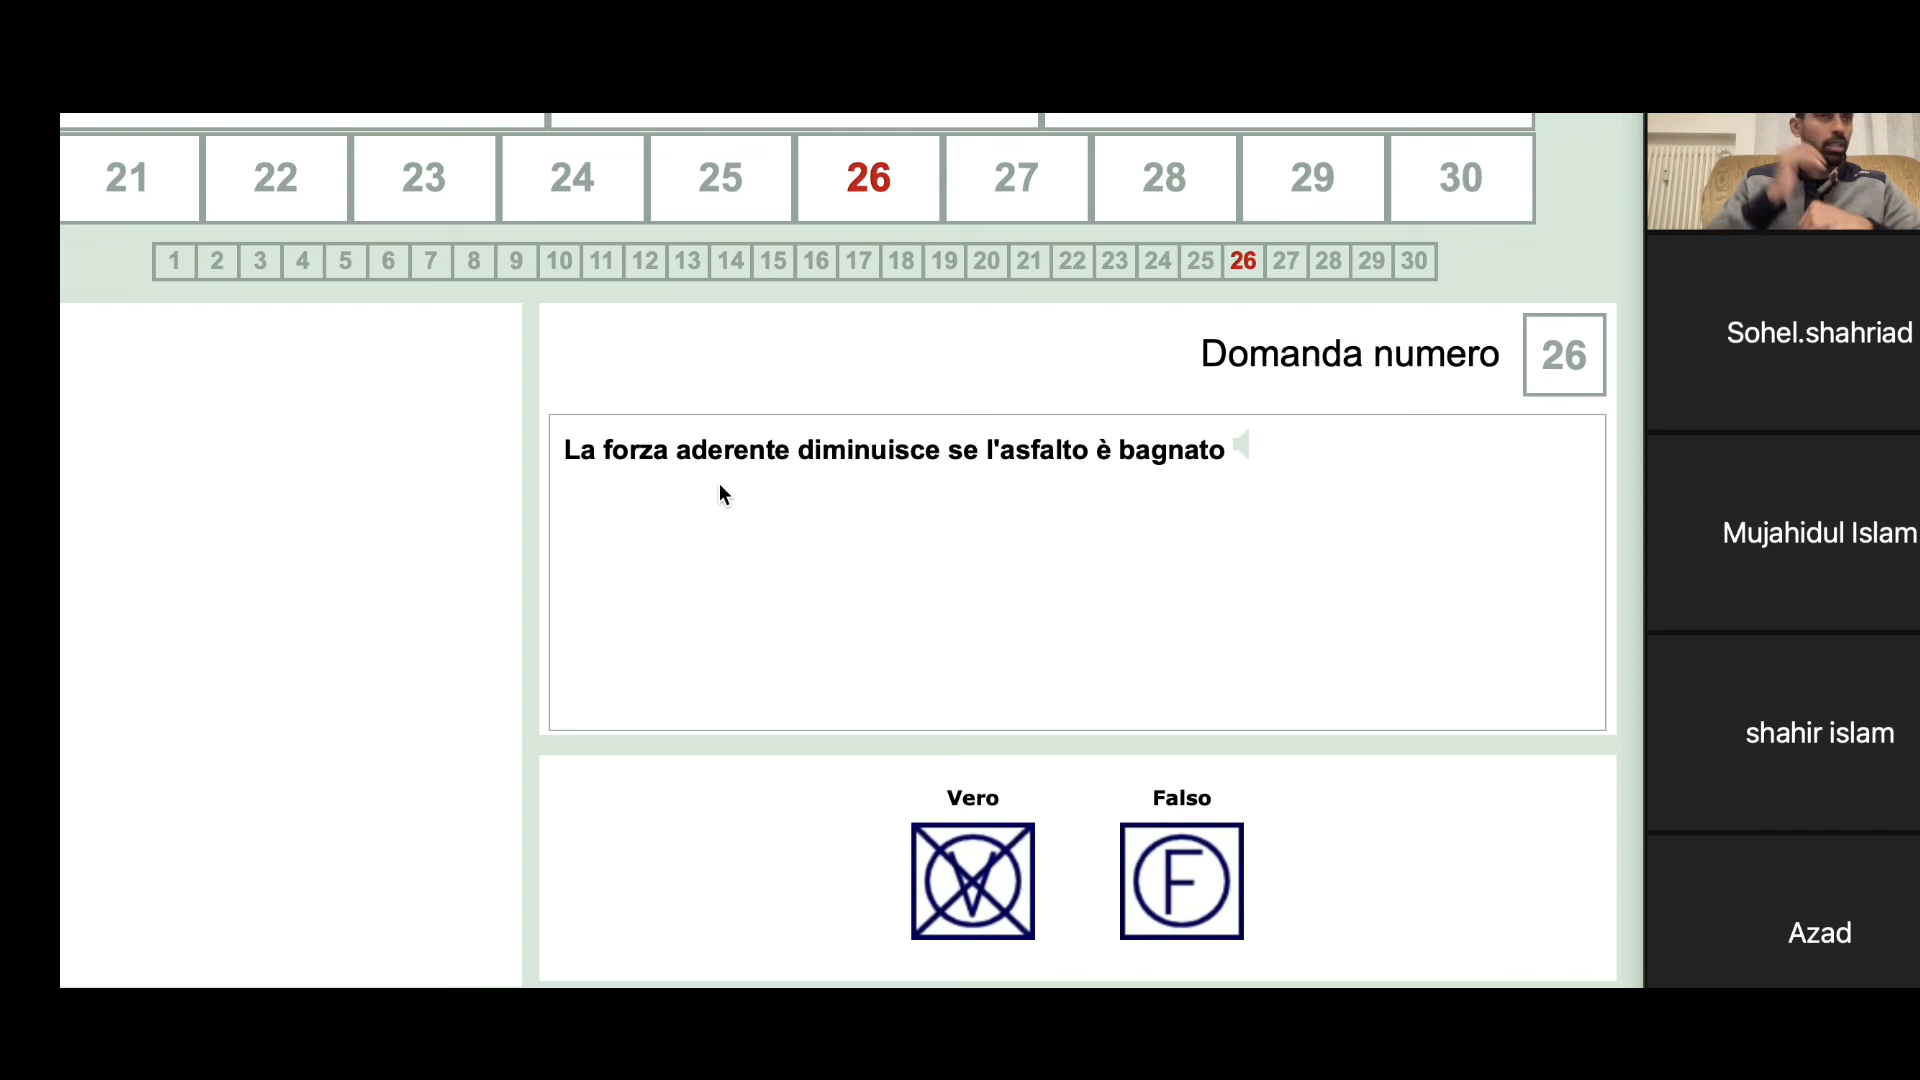 21 22 23 24 25 26 27 28 29 30
1 2 3 4 5 6 7 8 9 10 11 12 13 14 15 16 17 18 19 20 21 22 23 24 25 26 27 28 29 30
Domanda numero 26
La forza aderente diminuisce se l'asfalto è bagnato
Vero Falso
V F
Sohel.shahriad
Mujahidul Islam
shahir islam
Azad